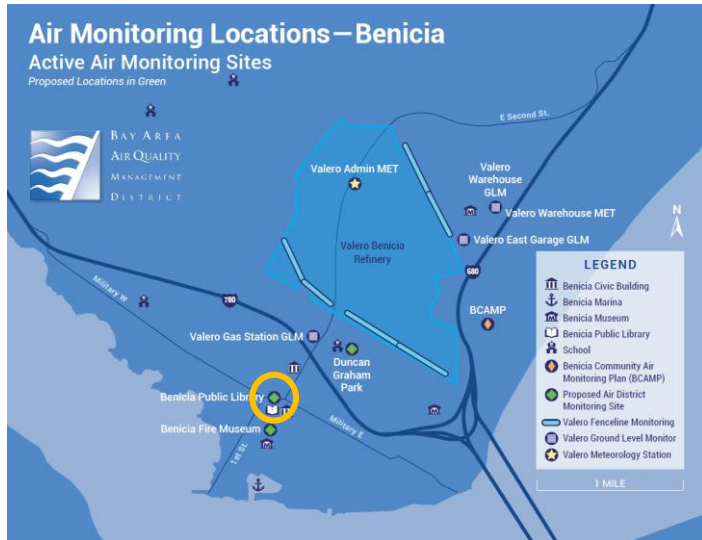 Air Monitoring Locations—Benicia
Active Air Monitoring Sites
Proposed Locations in Green
BAY AREA
AIR QUALITY
MANAGEMENT
DISTRICT
E Second St.
Valero Admin MET
Valero
Warehouse
GLM
Valero Warehouse MET
N
Valero East Garage GLM
Valero Benicia
Refinery
680
Military W
780
BCAMP
Valero Gas Station GLM
Duncan
Graham
Park
Benicia Public Library
Benicia Fire Museum
Military E
1st St.
LEGEND
Benicia Civic Building
Benicia Marina
Benicia Museum
Benicia Public Library
School
Benicia Community Air
Monitoring Plan (BCAMP)
Proposed Air District
Monitoring Site
Valero Fenceline Monitoring
Valero Ground Level Monitor
Valero Meteorology Station
1 MILE